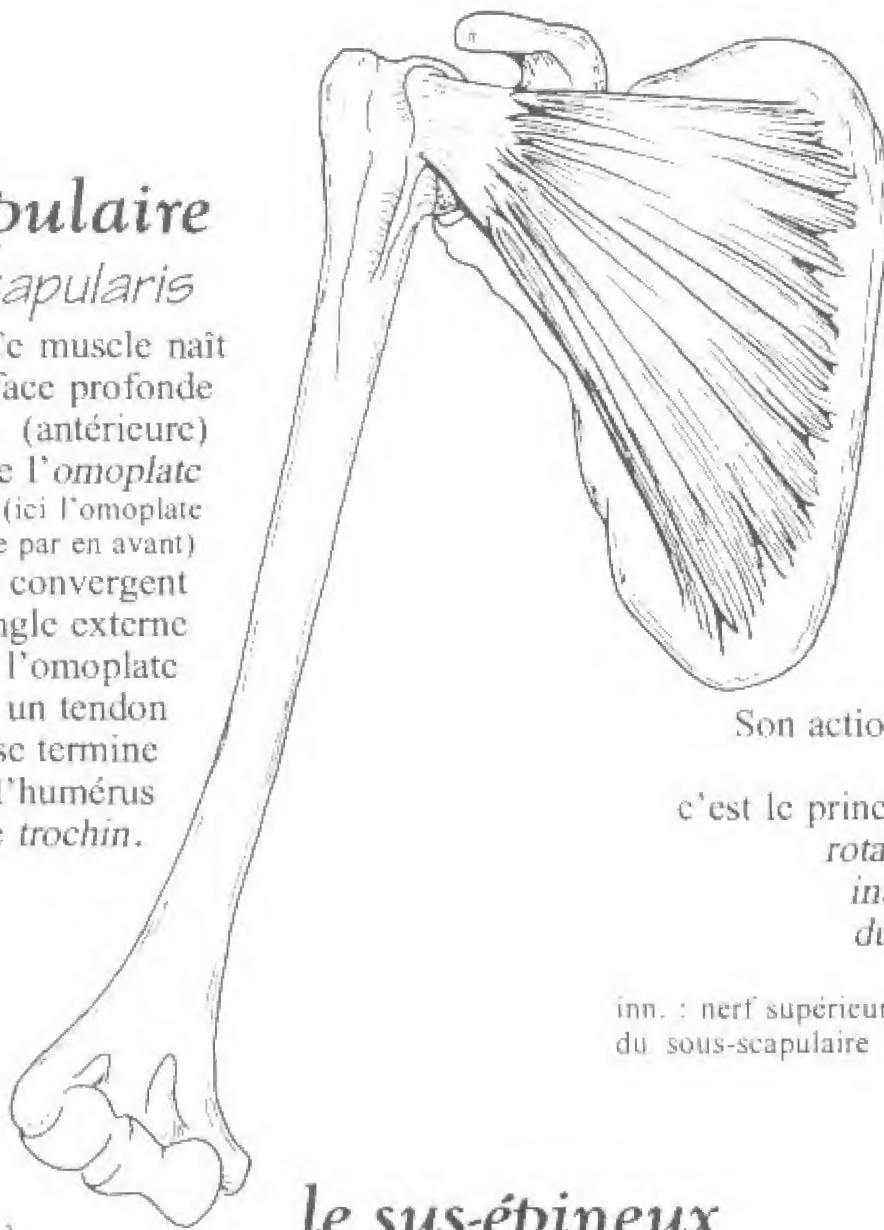 pulaire
capularis
Ce muscle naît
face profonde
(antérieure)
e l'omoplate
(ici l'omoplate
e par en avant)
convergent
ngle externe
l'omoplate
un tendon
se termine
l'humérus
e trochin.
Son actio
c'est le princ
rota
in
du
inn. : nerf supérieur
du sous-scapulaire
le sus-épineux